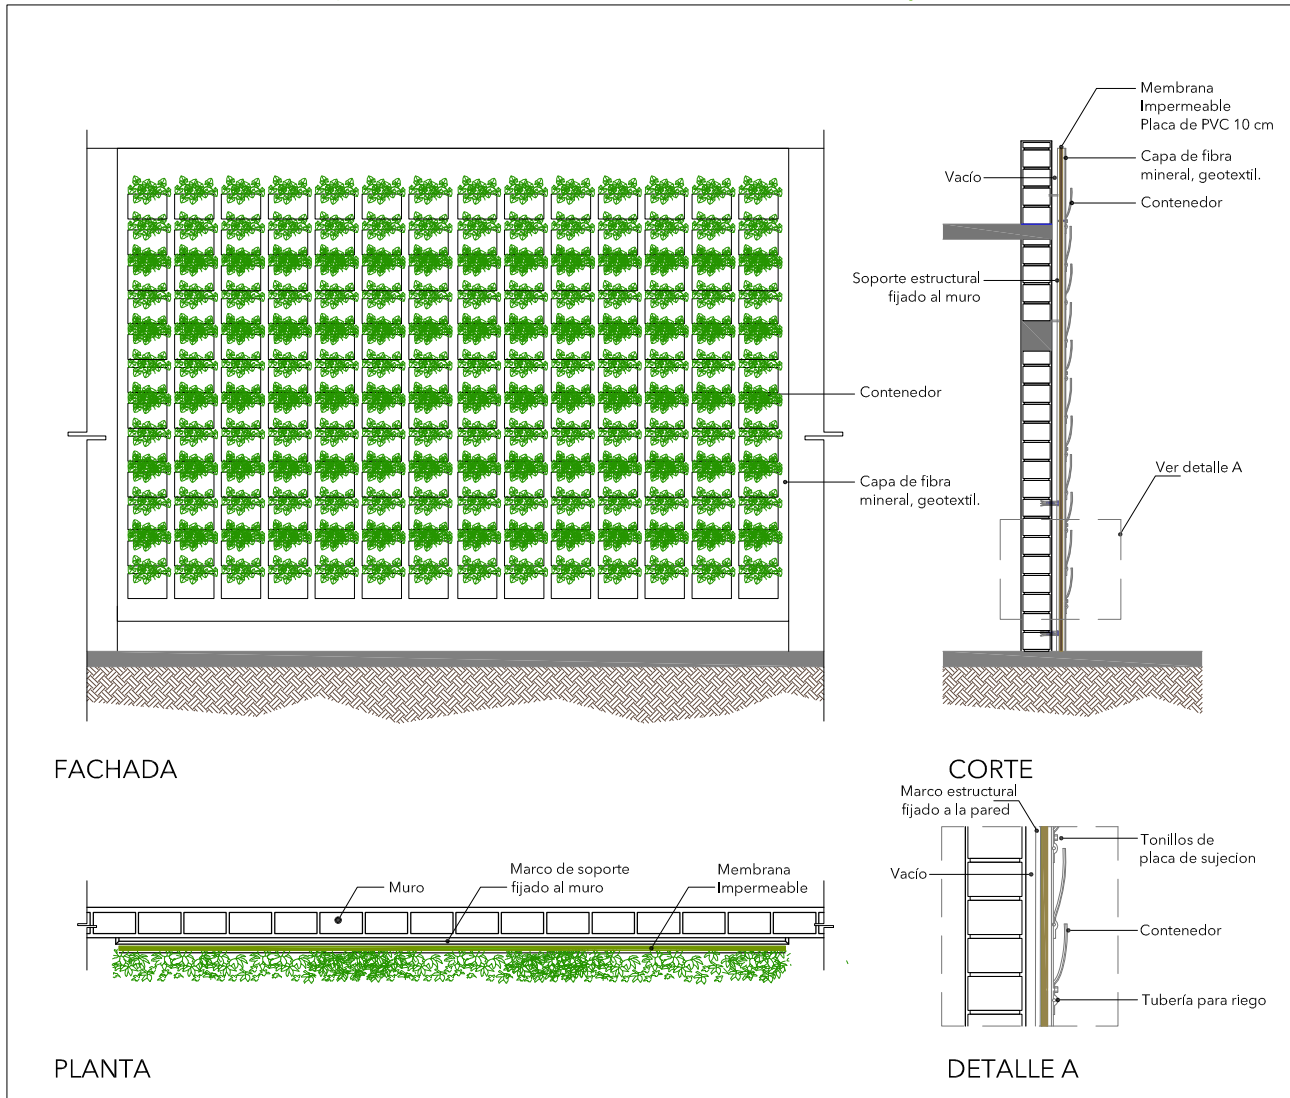 Membrana
Impermeable
Placa de PVC 10 cm
Capa de fibra
mineral, geotextil.
Vacío
Contenedor
Soporte estructural
fijado al muro
Contenedor
Ver detalle A
Capa de fibra
mineral, geotextil.
FACHADA
CORTE
Marco estructural
fijado a la pared
Tonillos de
placa de sujecion
Vacío
Contenedor
Tubería para riego
Marco de soporte
fijado al muro
Membrana
Impermeable
Muro
PLANTA
DETALLE A